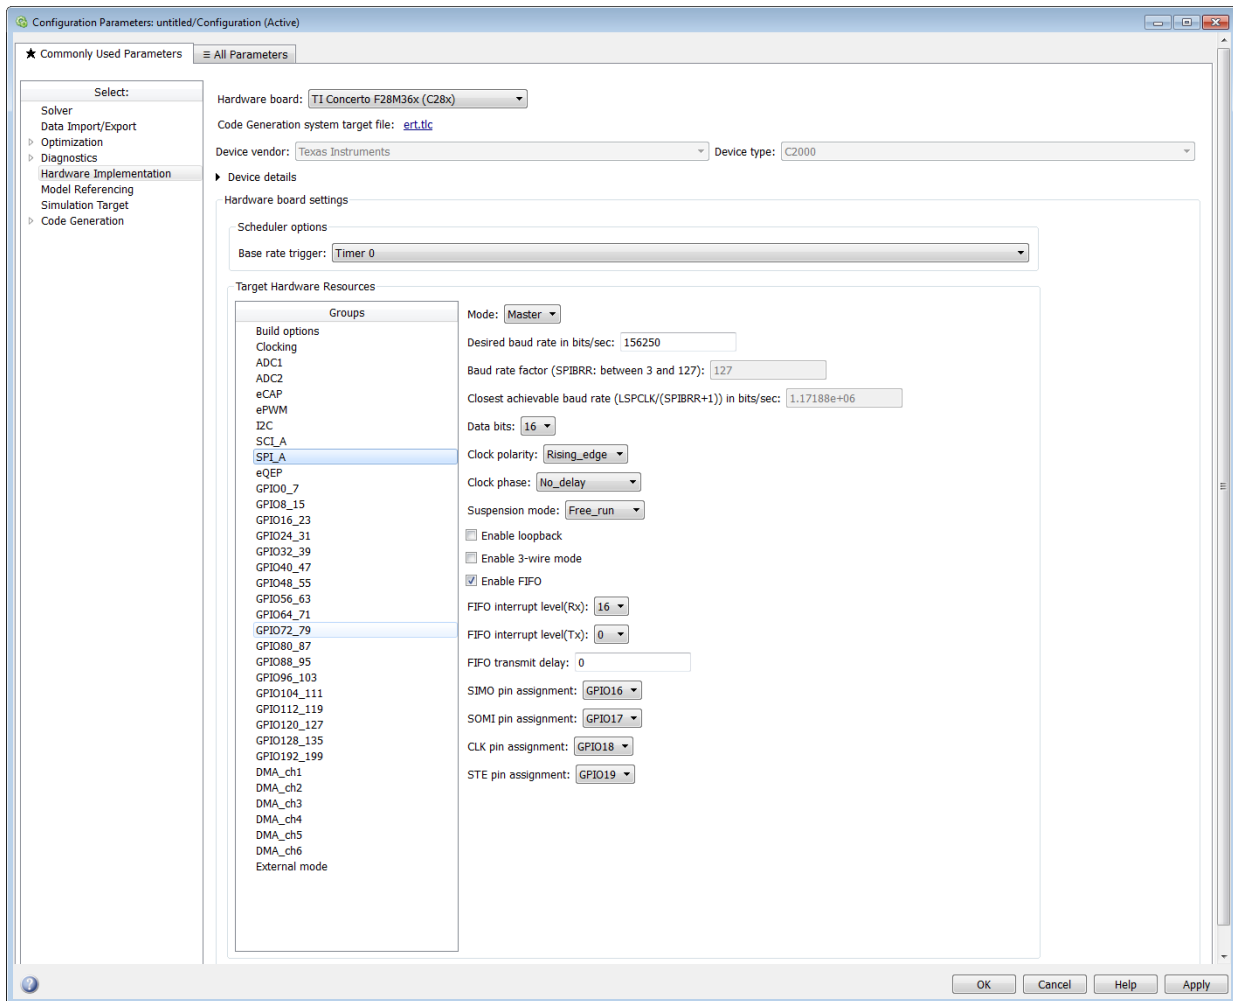 Configuration Parameters: untitled/Configuration (Active)
★ Commonly Used Parameters
≡ All Parameters
Select:
Solver
Data Import/Export
Optimization
Diagnostics
Hardware Implementation
Model Referencing
Simulation Target
Code Generation
Hardware board: TI Concerto F28M36x (C28x)
Code Generation system target file: ert.tlc
Device vendor: Texas Instruments
Device type: C2000
Device details
Hardware board settings
Scheduler options
Base rate trigger: Timer 0
Target Hardware Resources
Groups
Build options
Clocking
ADC1
ADC2
eCAP
ePWM
I2C
SCI_A
SPI_A
eQEP
GPIO0_7
GPIO8_15
GPIO16_23
GPIO24_31
GPIO32_39
GPIO40_47
GPIO48_55
GPIO56_63
GPIO64_71
GPIO72_79
GPIO80_87
GPIO88_95
GPIO96_103
GPIO104_111
GPIO112_119
GPIO120_127
GPIO128_135
GPIO192_199
DMA_ch1
DMA_ch2
DMA_ch3
DMA_ch4
DMA_ch5
DMA_ch6
External mode
Mode: Master
Desired baud rate in bits/sec: 156250
Baud rate factor (SPIBRR: between 3 and 127): 127
Closest achievable baud rate (LSPCLK/(SPIBRR+1)) in bits/sec: 1.17188e+06
Data bits: 16
Clock polarity: Rising_edge
Clock phase: No_delay
Suspension mode: Free_run
Enable loopback
Enable 3-wire mode
Enable FIFO
FIFO interrupt level(Rx): 16
FIFO interrupt level(Tx): 0
FIFO transmit delay: 0
SIMO pin assignment: GPIO16
SOMI pin assignment: GPIO17
CLK pin assignment: GPIO18
STE pin assignment: GPIO19
OK
Cancel
Help
Apply